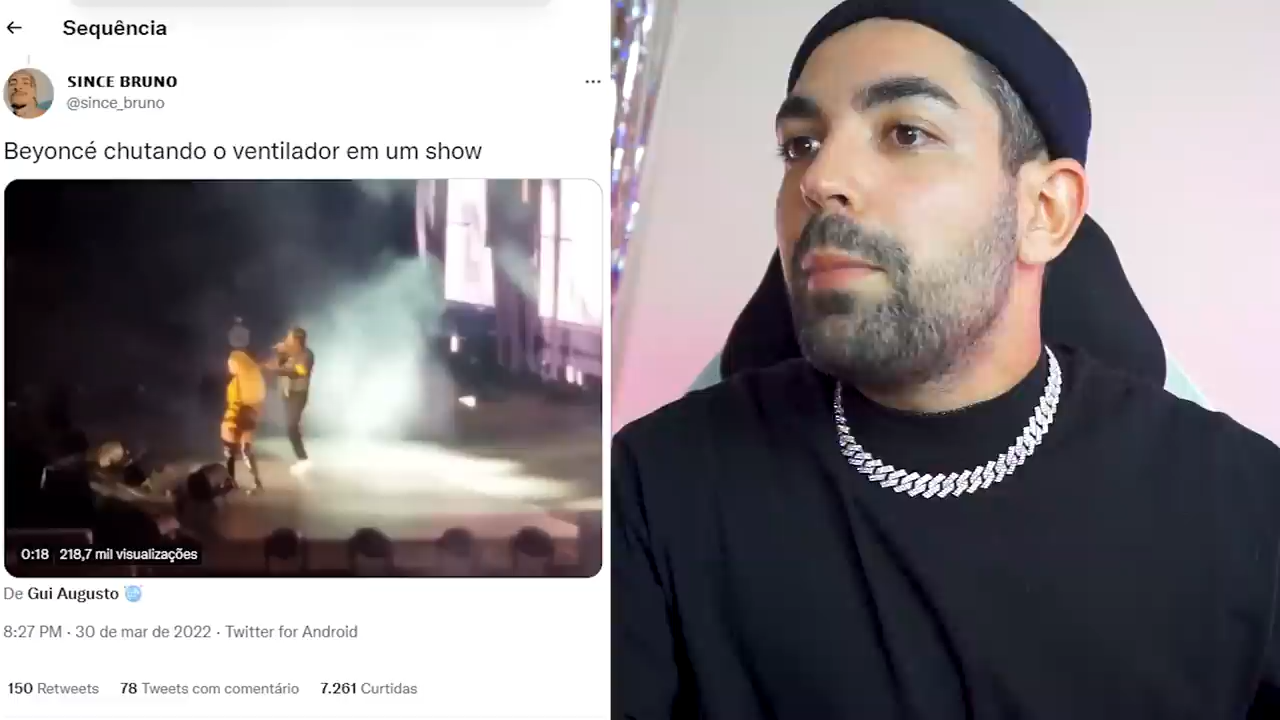 Sequência
SINCE BRUNO
@since_bruno
Beyoncé chutando o ventilador em um show
0:18 218,7 mil visualizações
De Gui Augusto
8:27 PM · 30 de mar de 2022 · Twitter for Android
150 Retweets 78 Tweets com comentário 7.261 Curtidas